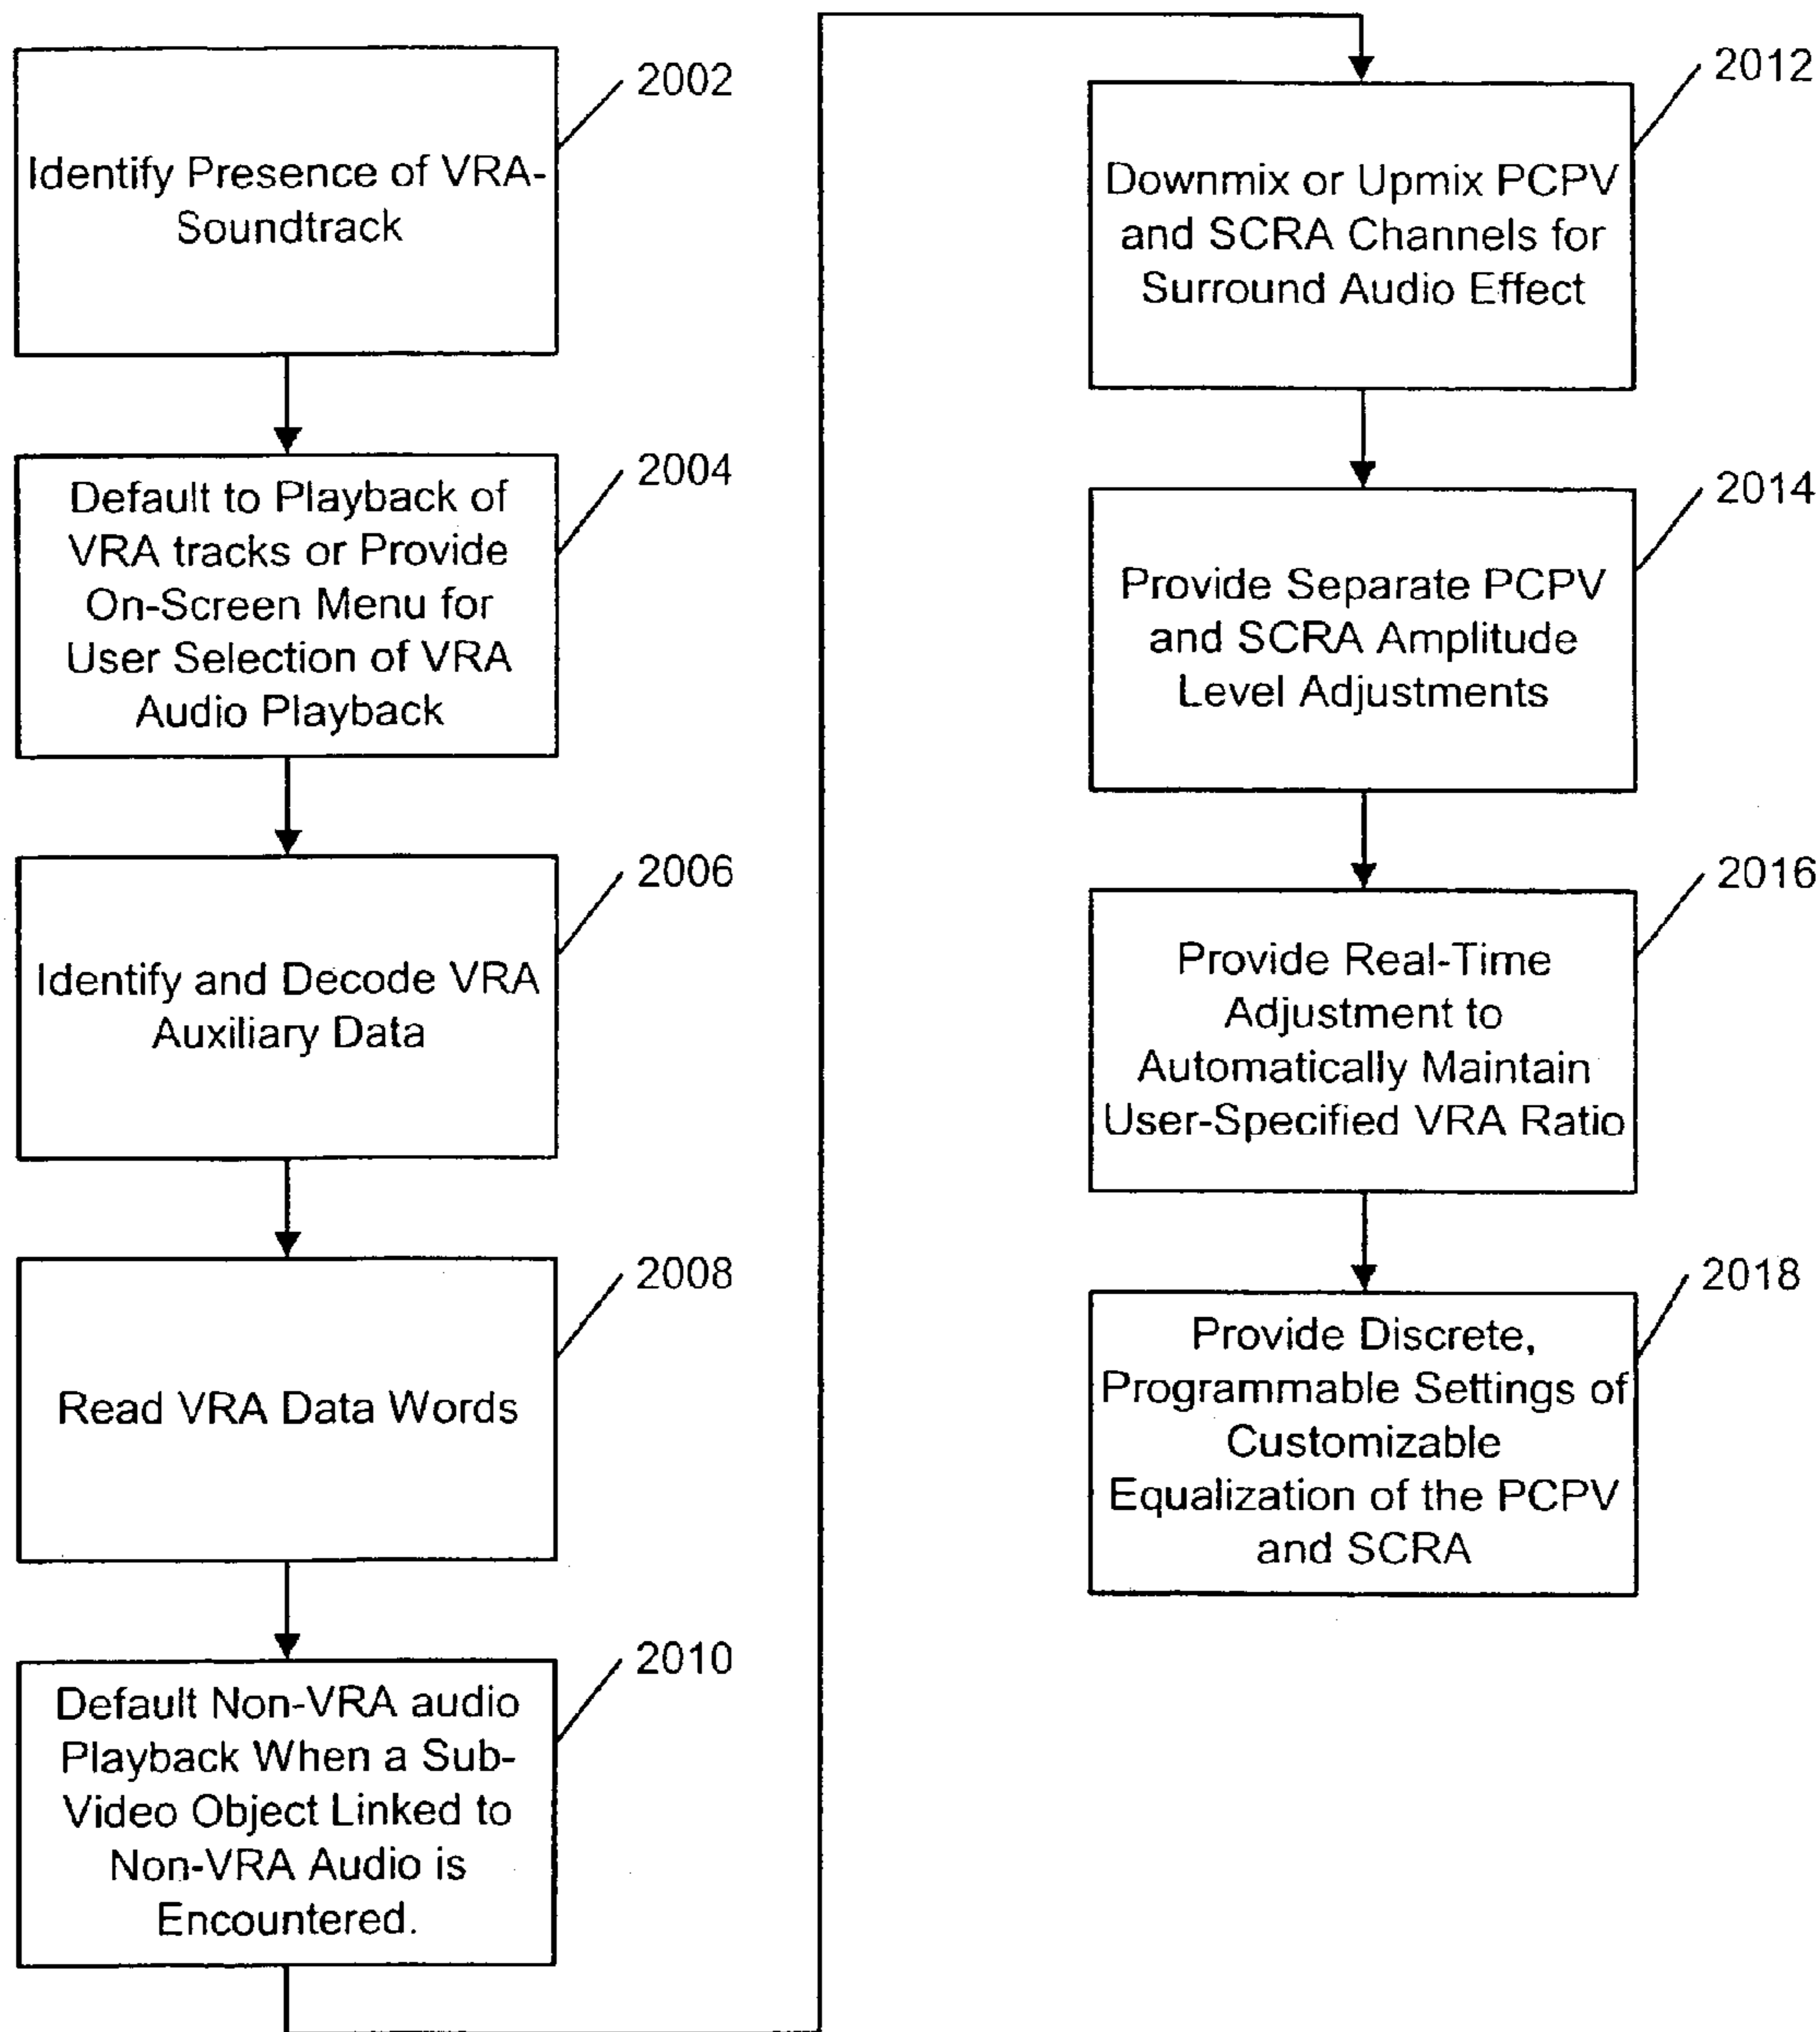 Identify Presence of VRA-
Soundtrack
2002
Default to Playback of
VRA tracks or Provide
On-Screen Menu for
User Selection of VRA
Audio Playback
2004
Identify and Decode VRA
Auxiliary Data
2006
Read VRA Data Words
2008
Default Non-VRA audio
Playback When a Sub-
Video Object Linked to
Non-VRA Audio is
Encountered.
2010
Downmix or Upmix PCPV
and SCRA Channels for
Surround Audio Effect
2012
Provide Separate PCPV
and SCRA Amplitude
Level Adjustments
2014
Provide Real-Time
Adjustment to
Automatically Maintain
User-Specified VRA Ratio
2016
Provide Discrete,
Programmable Settings of
Customizable
Equalization of the PCPV
and SCRA
2018